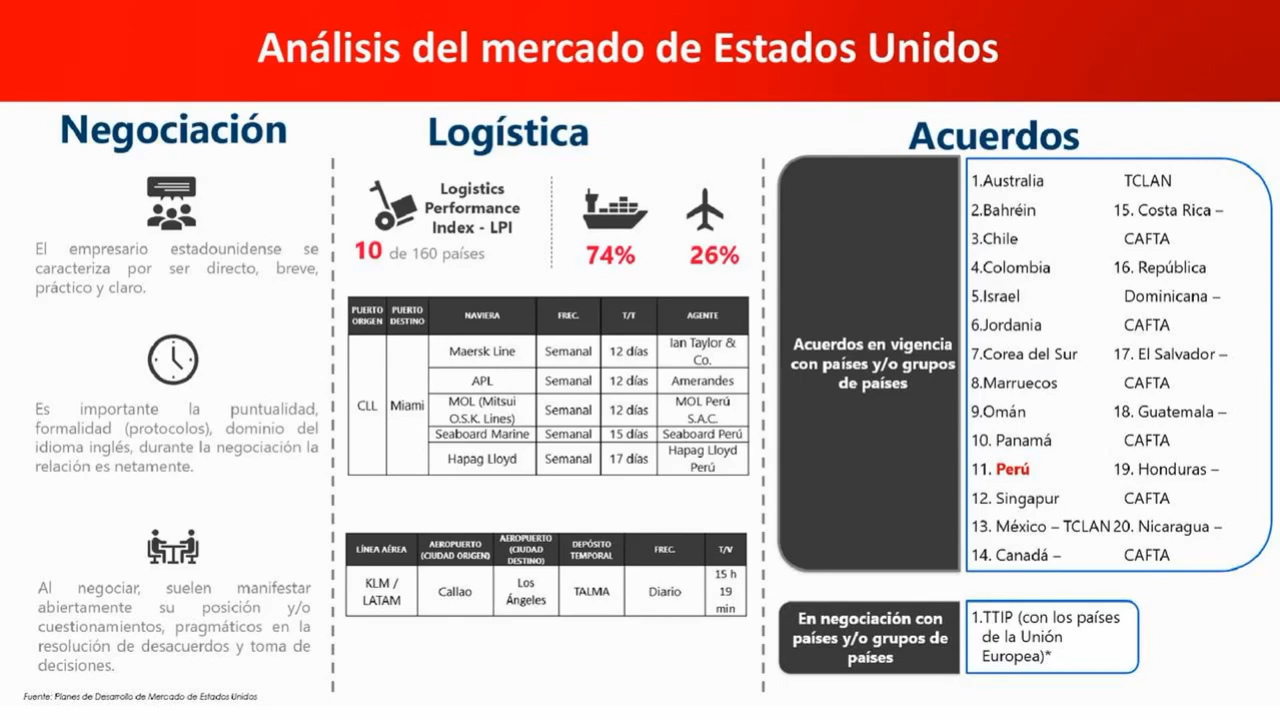 Análisis del mercado de Estados Unidos
Negociación
El empresario estadounidense se
caracteriza por ser directo, breve,
práctico y claro.
Es importante la puntualidad,
formalidad (protocolos), dominio del
idioma inglés, durante la negociación la
relación es netamente.
Al negociar, suelen manifestar
abiertamente su posición y/o
cuestionamientos, pragmáticos en la
resolución de desacuerdos y toma de
decisiones.
Fuente: Planes de Desarrollo de Mercado de Estados Unidos
Logística
Logistics
Performance
Index - LPI
10 de 160 países
74%
26%
PUERTO ORIGEN PUERTO DESTINO NAVIERA FREC. T/T AGENTE
CLL Miami
Maersk Line Semanal 12 días Ian Taylor & Co.
APL Semanal 12 días Amerandes
MOL (Mitsui O.S.K. Lines) Semanal 12 días MOL Perú S.A.C.
Seaboard Marine Semanal 15 días Seaboard Perú
Hapag Lloyd Semanal 17 días Hapag Lloyd Perú
LÍNEA AÉREA AEROPUERTO (CIUDAD ORIGEN) AEROPUERTO (CIUDAD DESTINO) DEPÓSITO TEMPORAL FREC. T/V
KLM / LATAM Callao Los Ángeles TALMA Diario 15 h 19 min
Acuerdos
Acuerdos en vigencia
con países y/o grupos
de países
1.Australia
2.Bahréin
3.Chile
4.Colombia
5.Israel
6.Jordania
7.Corea del Sur
8.Marruecos
9.Omán
10. Panamá
11. Perú
12. Singapur
13. México – TCLAN
14. Canadá –
TCLAN
15. Costa Rica –
CAFTA
16. República
Dominicana –
CAFTA
17. El Salvador –
CAFTA
18. Guatemala –
CAFTA
19. Honduras –
CAFTA
20. Nicaragua –
CAFTA
En negociación con
países y/o grupos de
países
1.TTIP (con los países
de la Unión
Europea)*